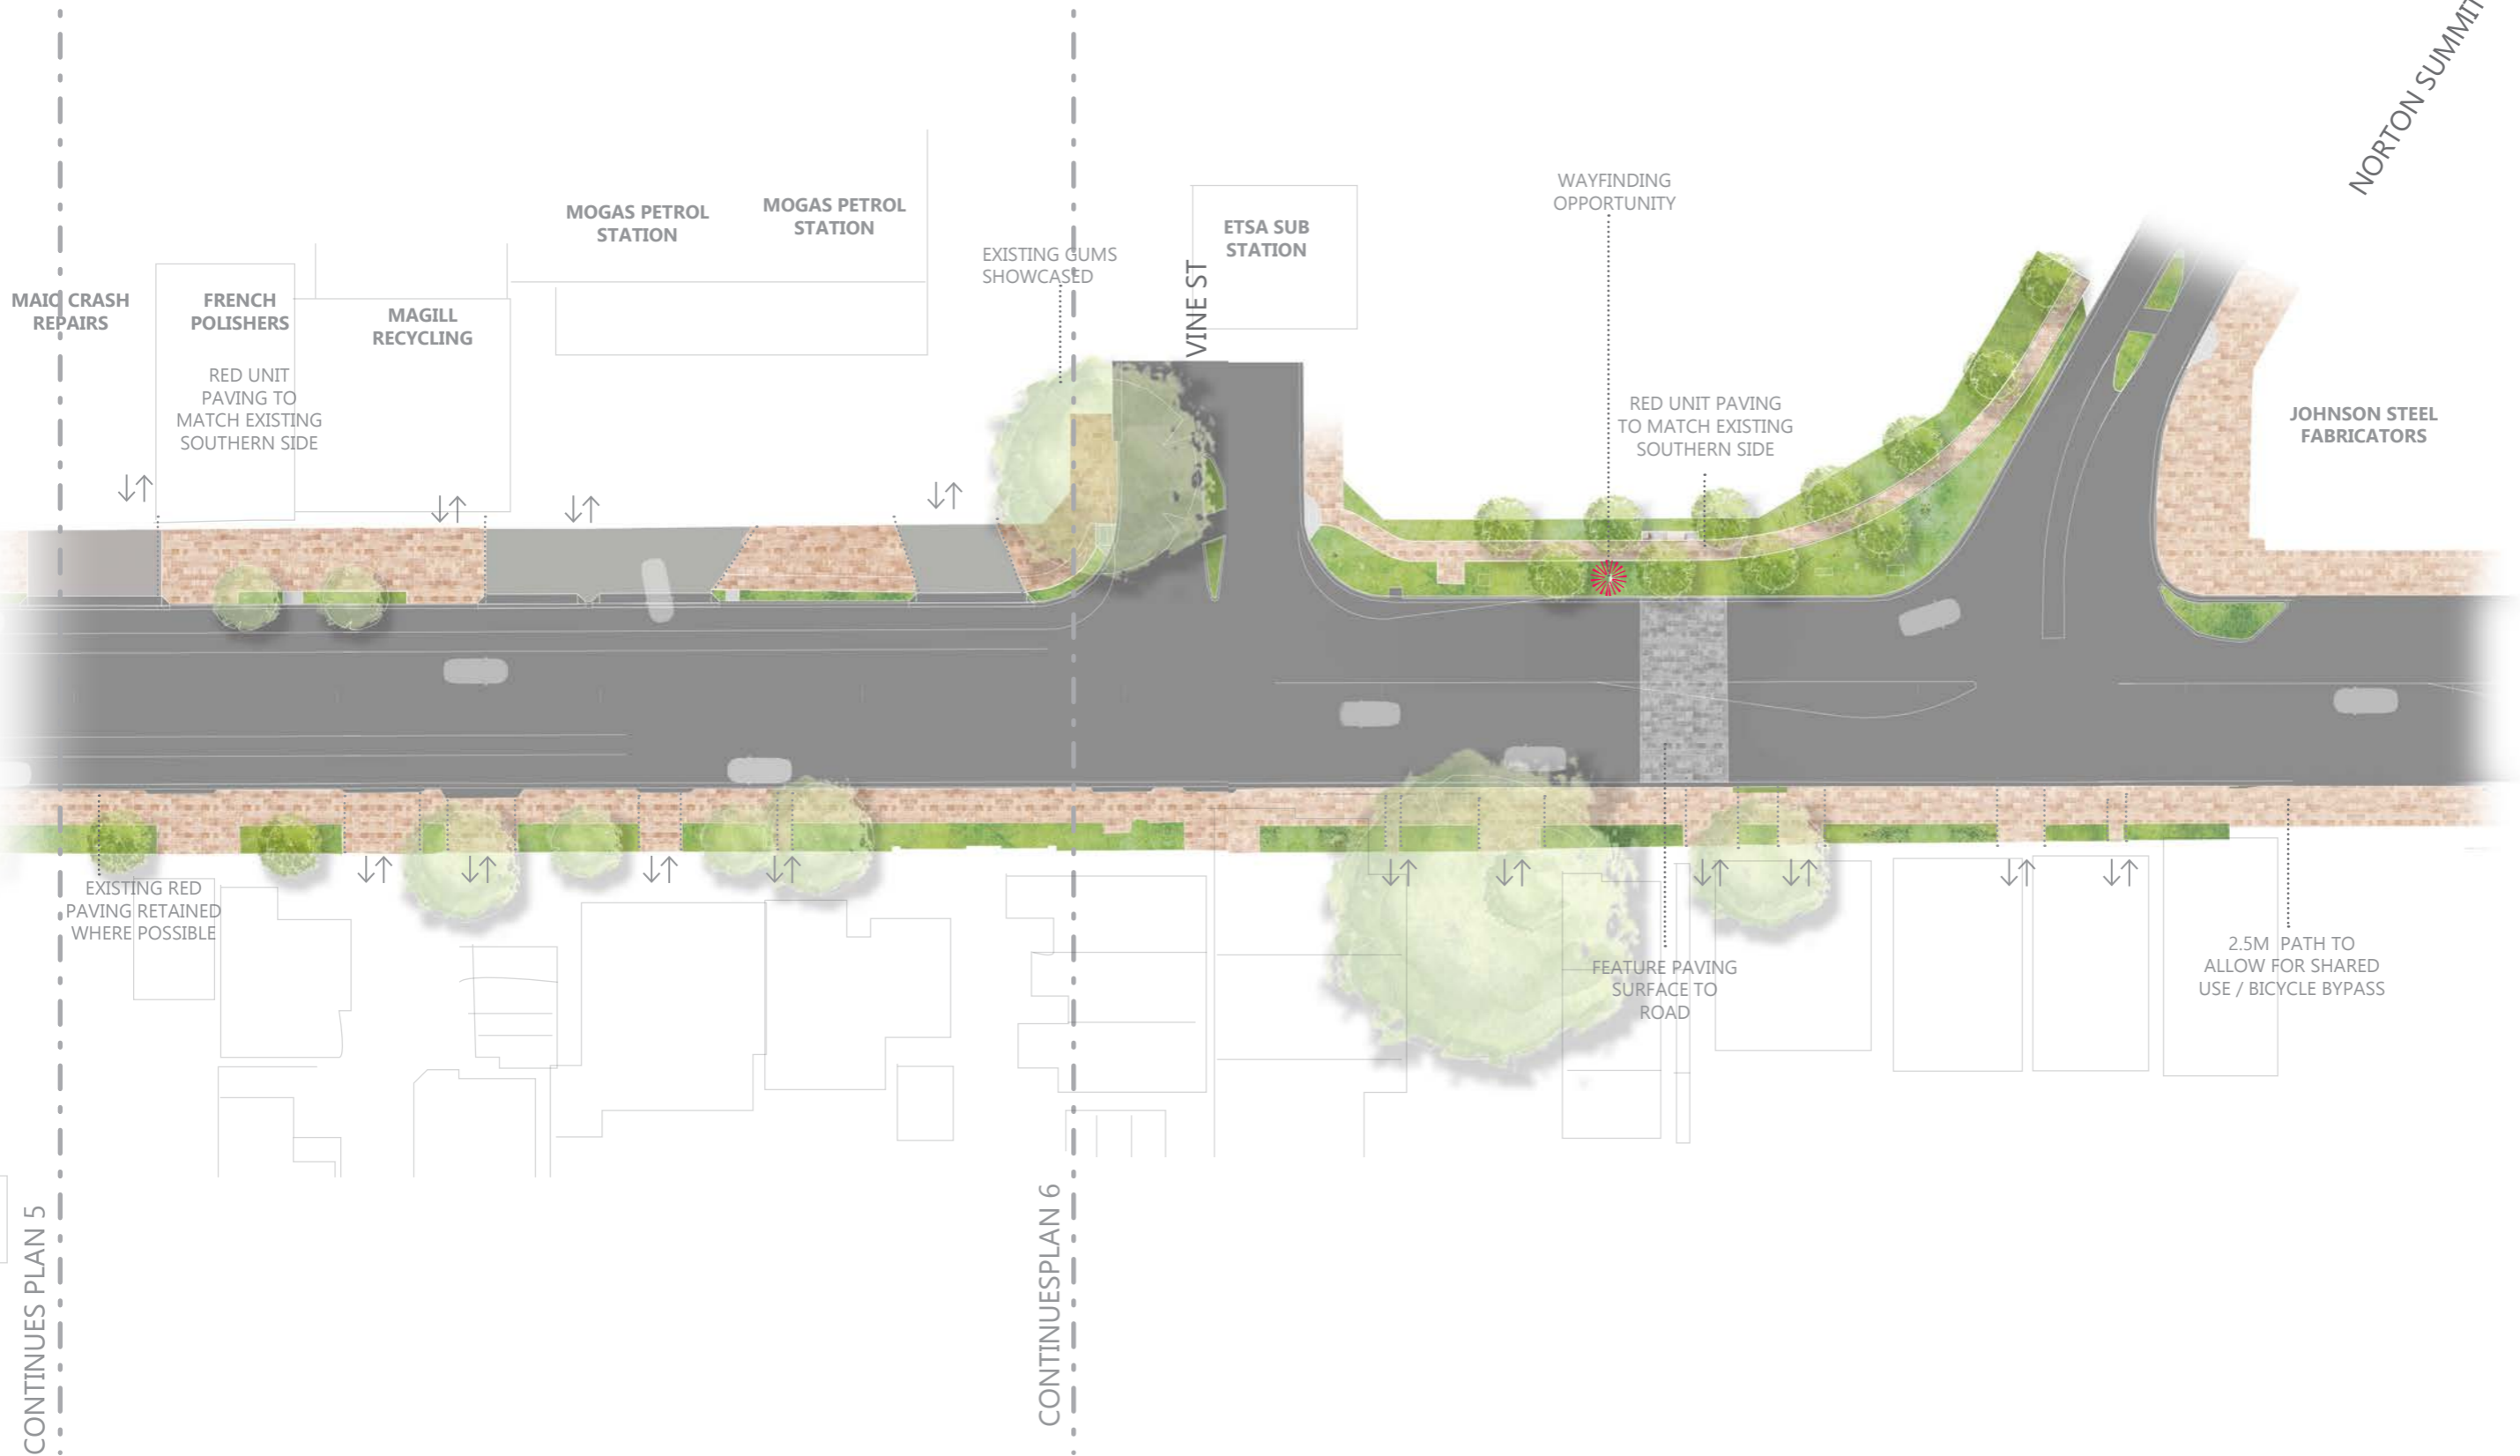 NORTON SUMMIT
WAYFINDING
OPPORTUNITY
MOGAS PETROL
STATION
MOGAS PETROL
STATION
ETSA SUB
STATION
EXISTING GUMS
SHOWCASED
VINE ST
MAIO CRASH
REPAIRS
FRENCH
POLISHERS
MAGILL
RECYCLING
RED UNIT
PAVING TO
MATCH EXISTING
SOUTHERN SIDE
RED UNIT PAVING
TO MATCH EXISTING
SOUTHERN SIDE
JOHNSON STEEL
FABRICATORS
EXISTING RED
PAVING RETAINED
WHERE POSSIBLE
FEATURE PAVING
SURFACE TO
ROAD
2.5M PATH TO
ALLOW FOR SHARED
USE / BICYCLE BYPASS
CONTINUES PLAN 5
CONTINUESPLAN 6